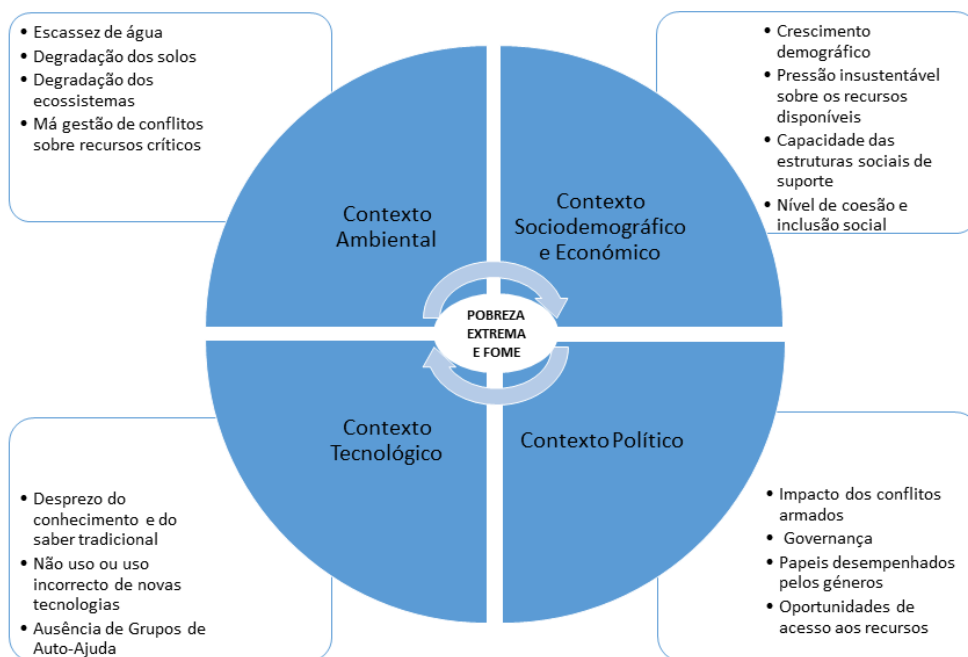 • Escassez de água
• Degradação dos solos
• Degradação dos
ecossistemas
• Má gestão de conflitos
sobre recursos críticos
• Crescimento
demográfico
• Pressão insustentável
sobre os recursos
disponíveis
• Capacidade das
estruturas sociais de
suporte
• Nível de coesão e
inclusão social
Contexto
Ambiental
Contexto
Sociodemográfico
e Económico
POBREZA
EXTREMA
E FOME
Contexto
Tecnológico
Contexto Político
• Desprezo do
conhecimento e do
saber tradicional
• Não uso ou uso
incorrecto de novas
tecnologias
• Ausência de Grupos de
Auto-Ajuda
• Impacto dos conflitos
armados
• Governança
• Papeis desempenhados
pelos géneros
• Oportunidades de
acesso aos recursos